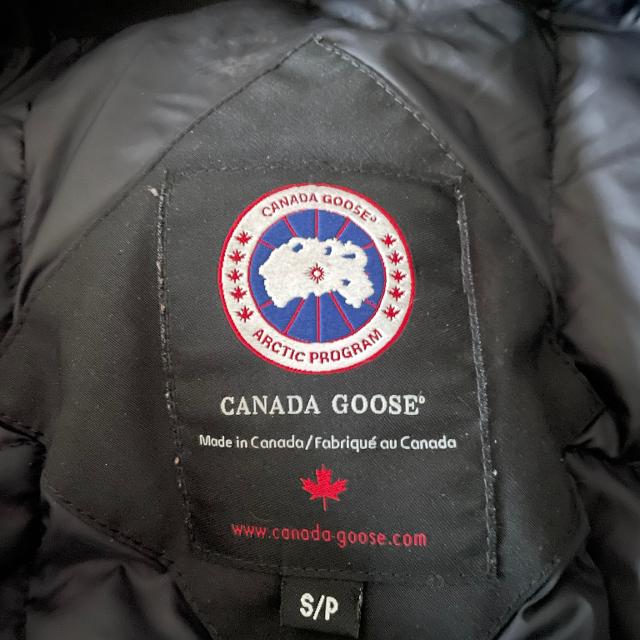 CANADA GOOSE®
ARCTIC PROGRAM
CANADA GOOSE®
Made in Canada/Fabriqué au Canada
www.canada-goose.com
S/P